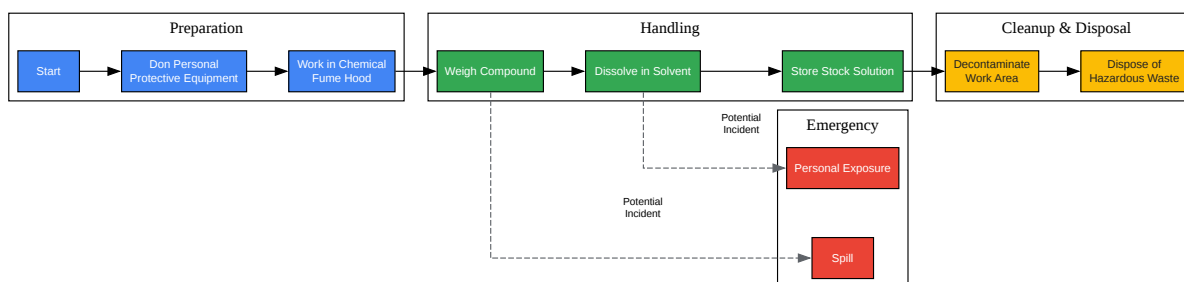 Preparation
Handling
Cleanup & Disposal
Start
Don Personal
Protective Equipment
Work in Chemical
Fume Hood
Weigh Compound
Dissolve in Solvent
Store Stock Solution
Decontaminate
Work Area
Dispose of
Hazardous Waste
Potential
Incident
Emergency
Personal Exposure
Potential
Incident
Spill